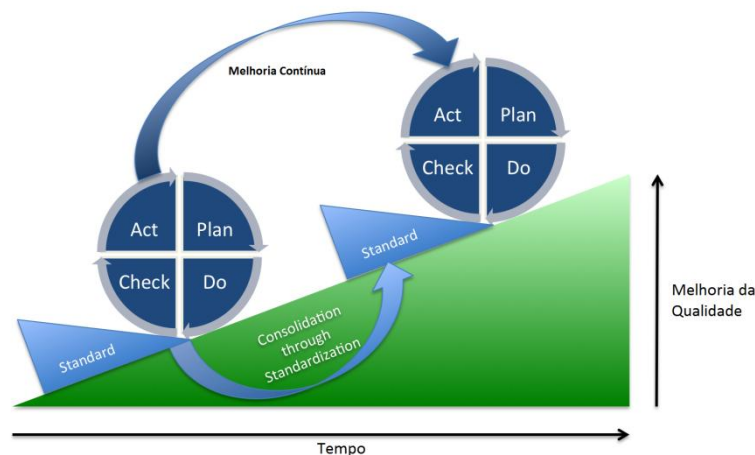 Melhoria Contínua
Act
Plan
Check
Do
Act
Plan
Check
Do
Standard
Standard
Consolidation
through
Standardization
Melhoria da
Qualidade
Tempo